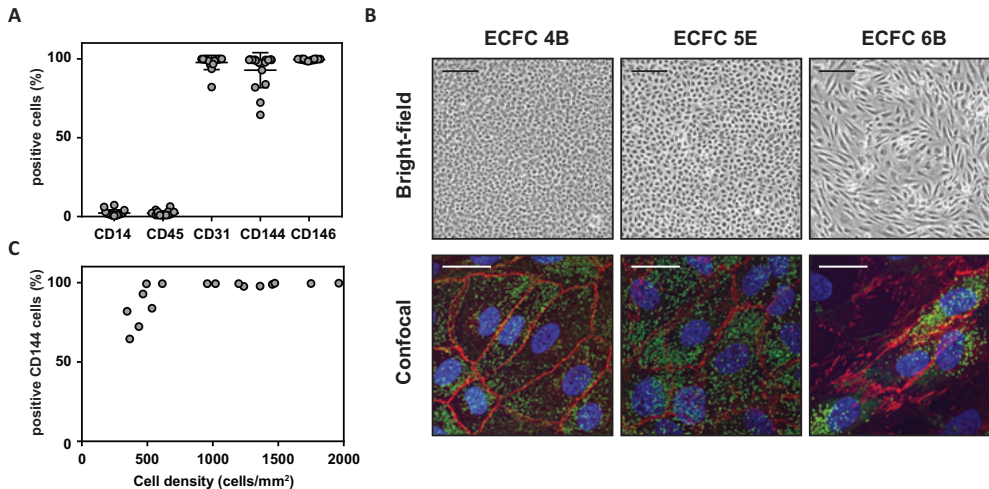 A
positive cells (%)
100
50
0
CD14 CD45 CD31 CD144 CD146
B
ECFC 4B ECFC 5E ECFC 6B
Bright-field
Confocal
C
positive CD144 cells (%)
100
50
0
0 500 1000 1500 2000
Cell density (cells/mm²)